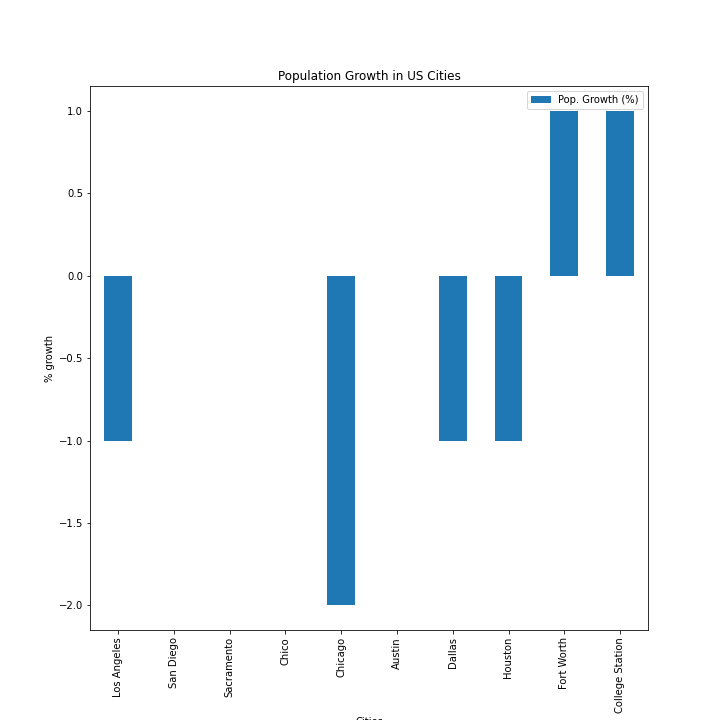 Population Growth in US Cities
Pop. Growth (%)
1.0
0.5
0.0
−0.5
−1.0
−1.5
−2.0
% growth
Los Angeles
San Diego
Sacramento
Chico
Chicago
Austin
Dallas
Houston
Fort Worth
College Station
Cities